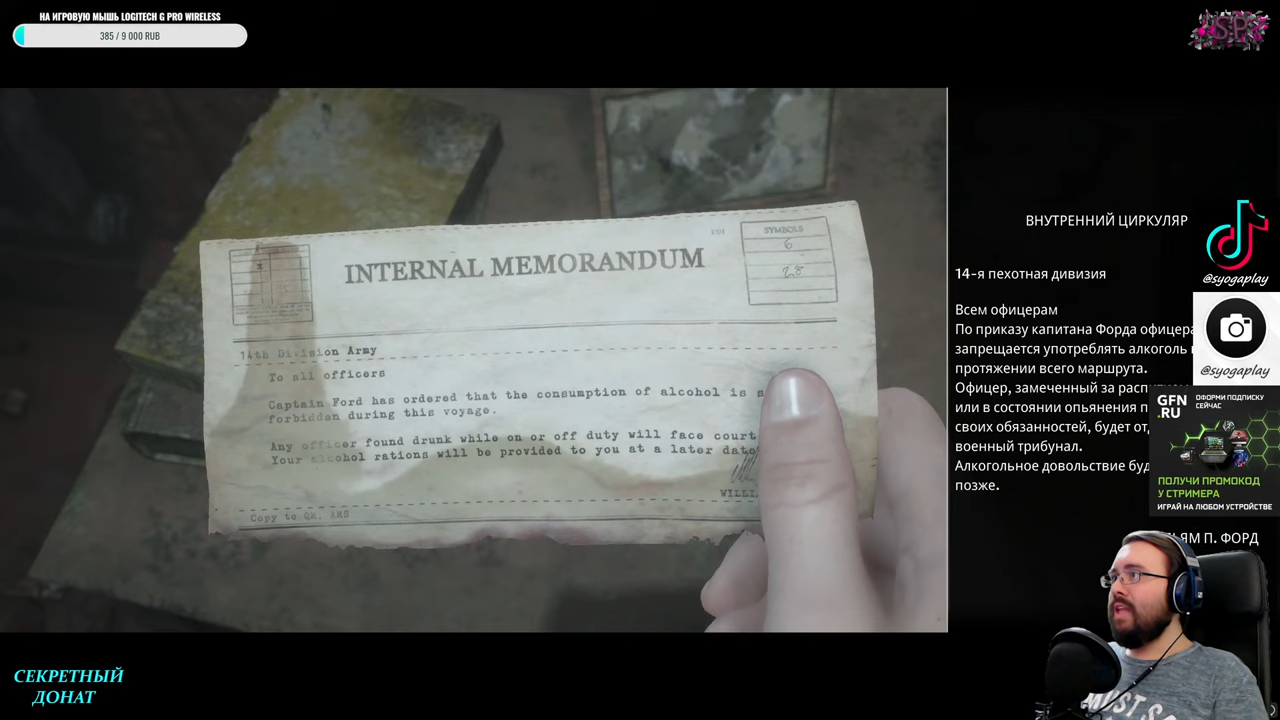 НА ИГРОВУЮ МЫШЬ LOGITECH G PRO WIRELESS
385 / 9 000 RUB
SYMBOLS
6
28
INTERNAL MEMORANDUM
14th Division Army
To all officers
Captain Ford has ordered that the consumption of alcohol is s
forbidden during this voyage.
Any officer found drunk while on or off duty will face court
Your alcohol rations will be provided to you at a later date
WILLI
Copy to
ВНУТРЕННИЙ ЦИРКУЛЯР
14-я пехотная дивизия
Всем офицерам
По приказу капитана Форда офицера
запрещается употреблять алкоголь
протяжении всего маршрута.
Офицер, замеченный за
или в состоянии опьянения п
своих обязанностей, будет от
военный трибунал.
Алкогольное довольствие буд
позже.
ЬЯМ П. ФОРД
@syogaplay
@syogaplay
GFN
.RU
ОФОРМИ ПОДПИСКУ
СЕЙЧАС
ПОЛУЧИ ПРОМОКОД
У СТРИМЕРА
ИГРАЙ НА ЛЮБОМ УСТРОЙСТВЕ
СЕКРЕТНЫЙ
ДОНАТ
MUST